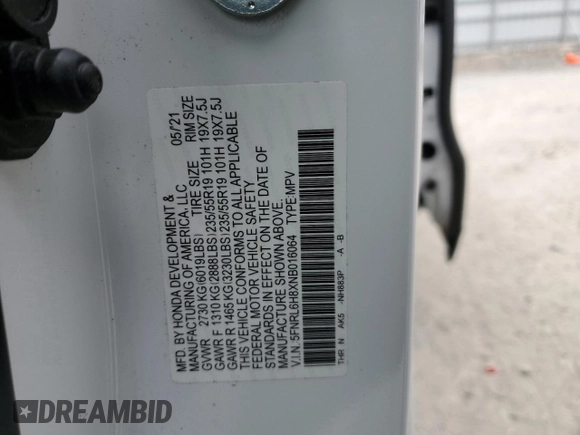 MFD. BY HONDA DEVELOPMENT & 05/'21
MANUFACTURING OF AMERICA, LLC
TIRE SIZE RIM SIZE
GVWR 2730 KG(6019LBS)
GAWR F 1310 KG(2888LBS) 235/55R19 101H 19X7.5J
GAWR R 1465 KG(3230LBS) 235/55R19 101H 19X7.5J
THIS VEHICLE CONFORMS TO ALL APPLICABLE
FEDERAL MOTOR VEHICLE SAFETY
STANDARDS IN EFFECT ON THE DATE OF
MANUFACTURE SHOWN ABOVE.
V.I.N. 5FNRL6H8XNB016064 TYPE:MPV
THR N AK5 -NH883P -A -B
DREAMBID